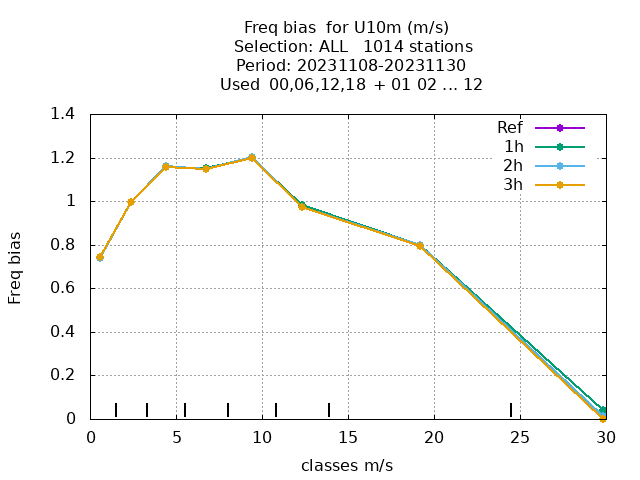 Freq bias  for U10m (m/s)
Selection: ALL   1014 stations
Period: 20231108-20231130
Used  00,06,12,18  + 01 02 ... 12
Ref
1h
2h
3h
Freq bias
1.4
1.2
1
0.8
0.6
0.4
0.2
0
0 5 10 15 20 25 30
classes m/s